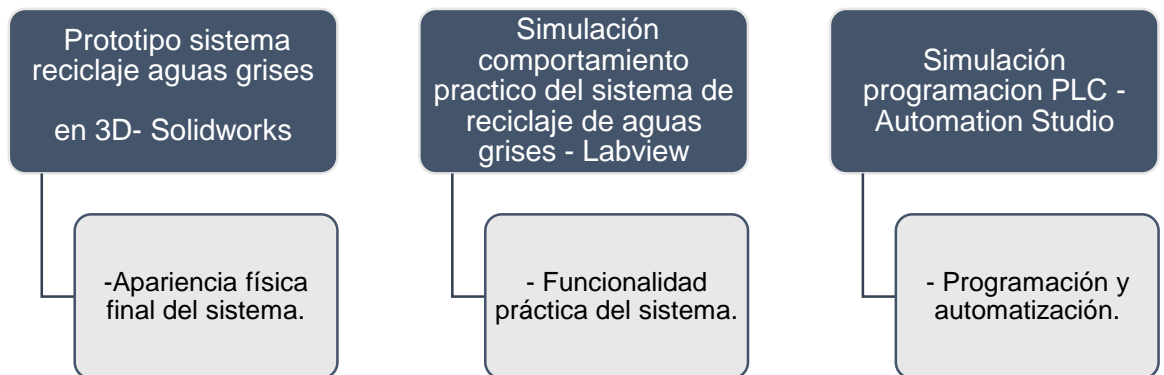 Prototipo sistema
reciclaje aguas grises
en 3D- Solidworks
-Apariencia física
final del sistema.
Simulación
comportamiento
practico del sistema de
reciclaje de aguas
grises - Labview
- Funcionalidad
práctica del sistema.
Simulación
programacion PLC -
Automation Studio
- Programación y
automatización.